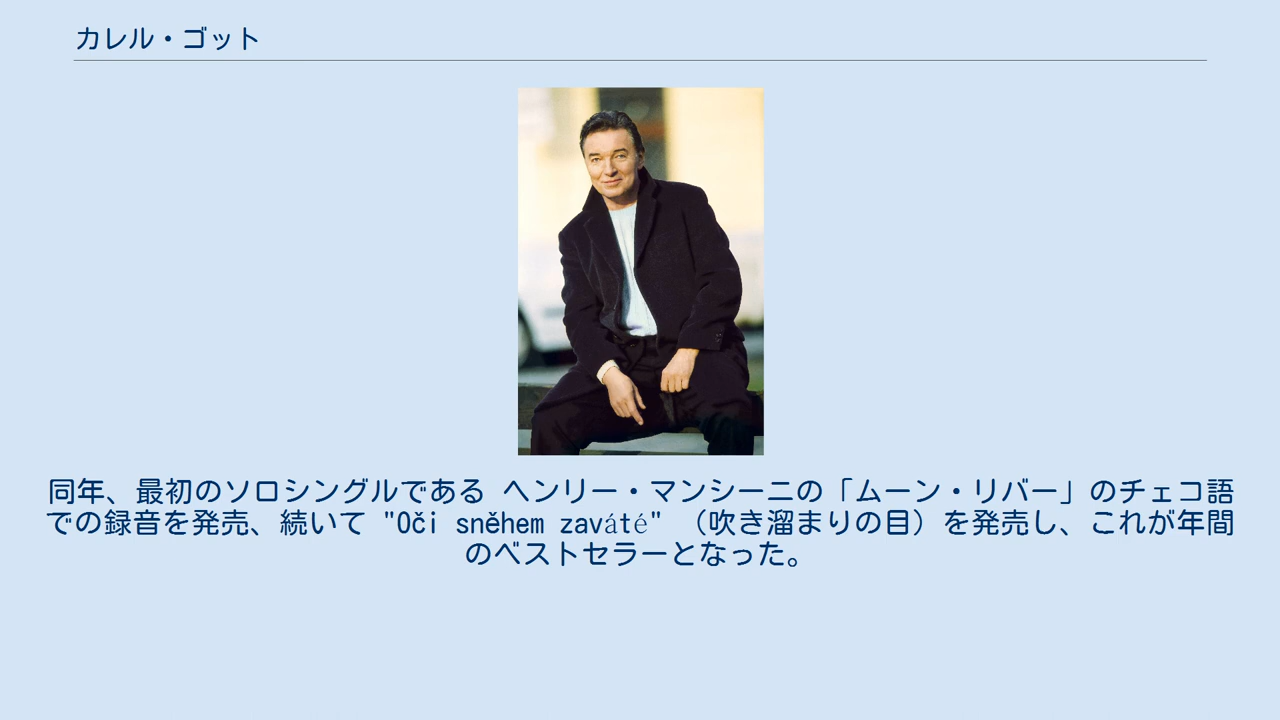 カレル・ゴット
同年、最初のソロシングルである ヘンリー・マンシーニの「ムーン・リバー」のチェコ語
での録音を発売、続いて "Oči sněhem zaváté" （吹き溜まりの目）を発売し、これが年間
のベストセラーとなった。